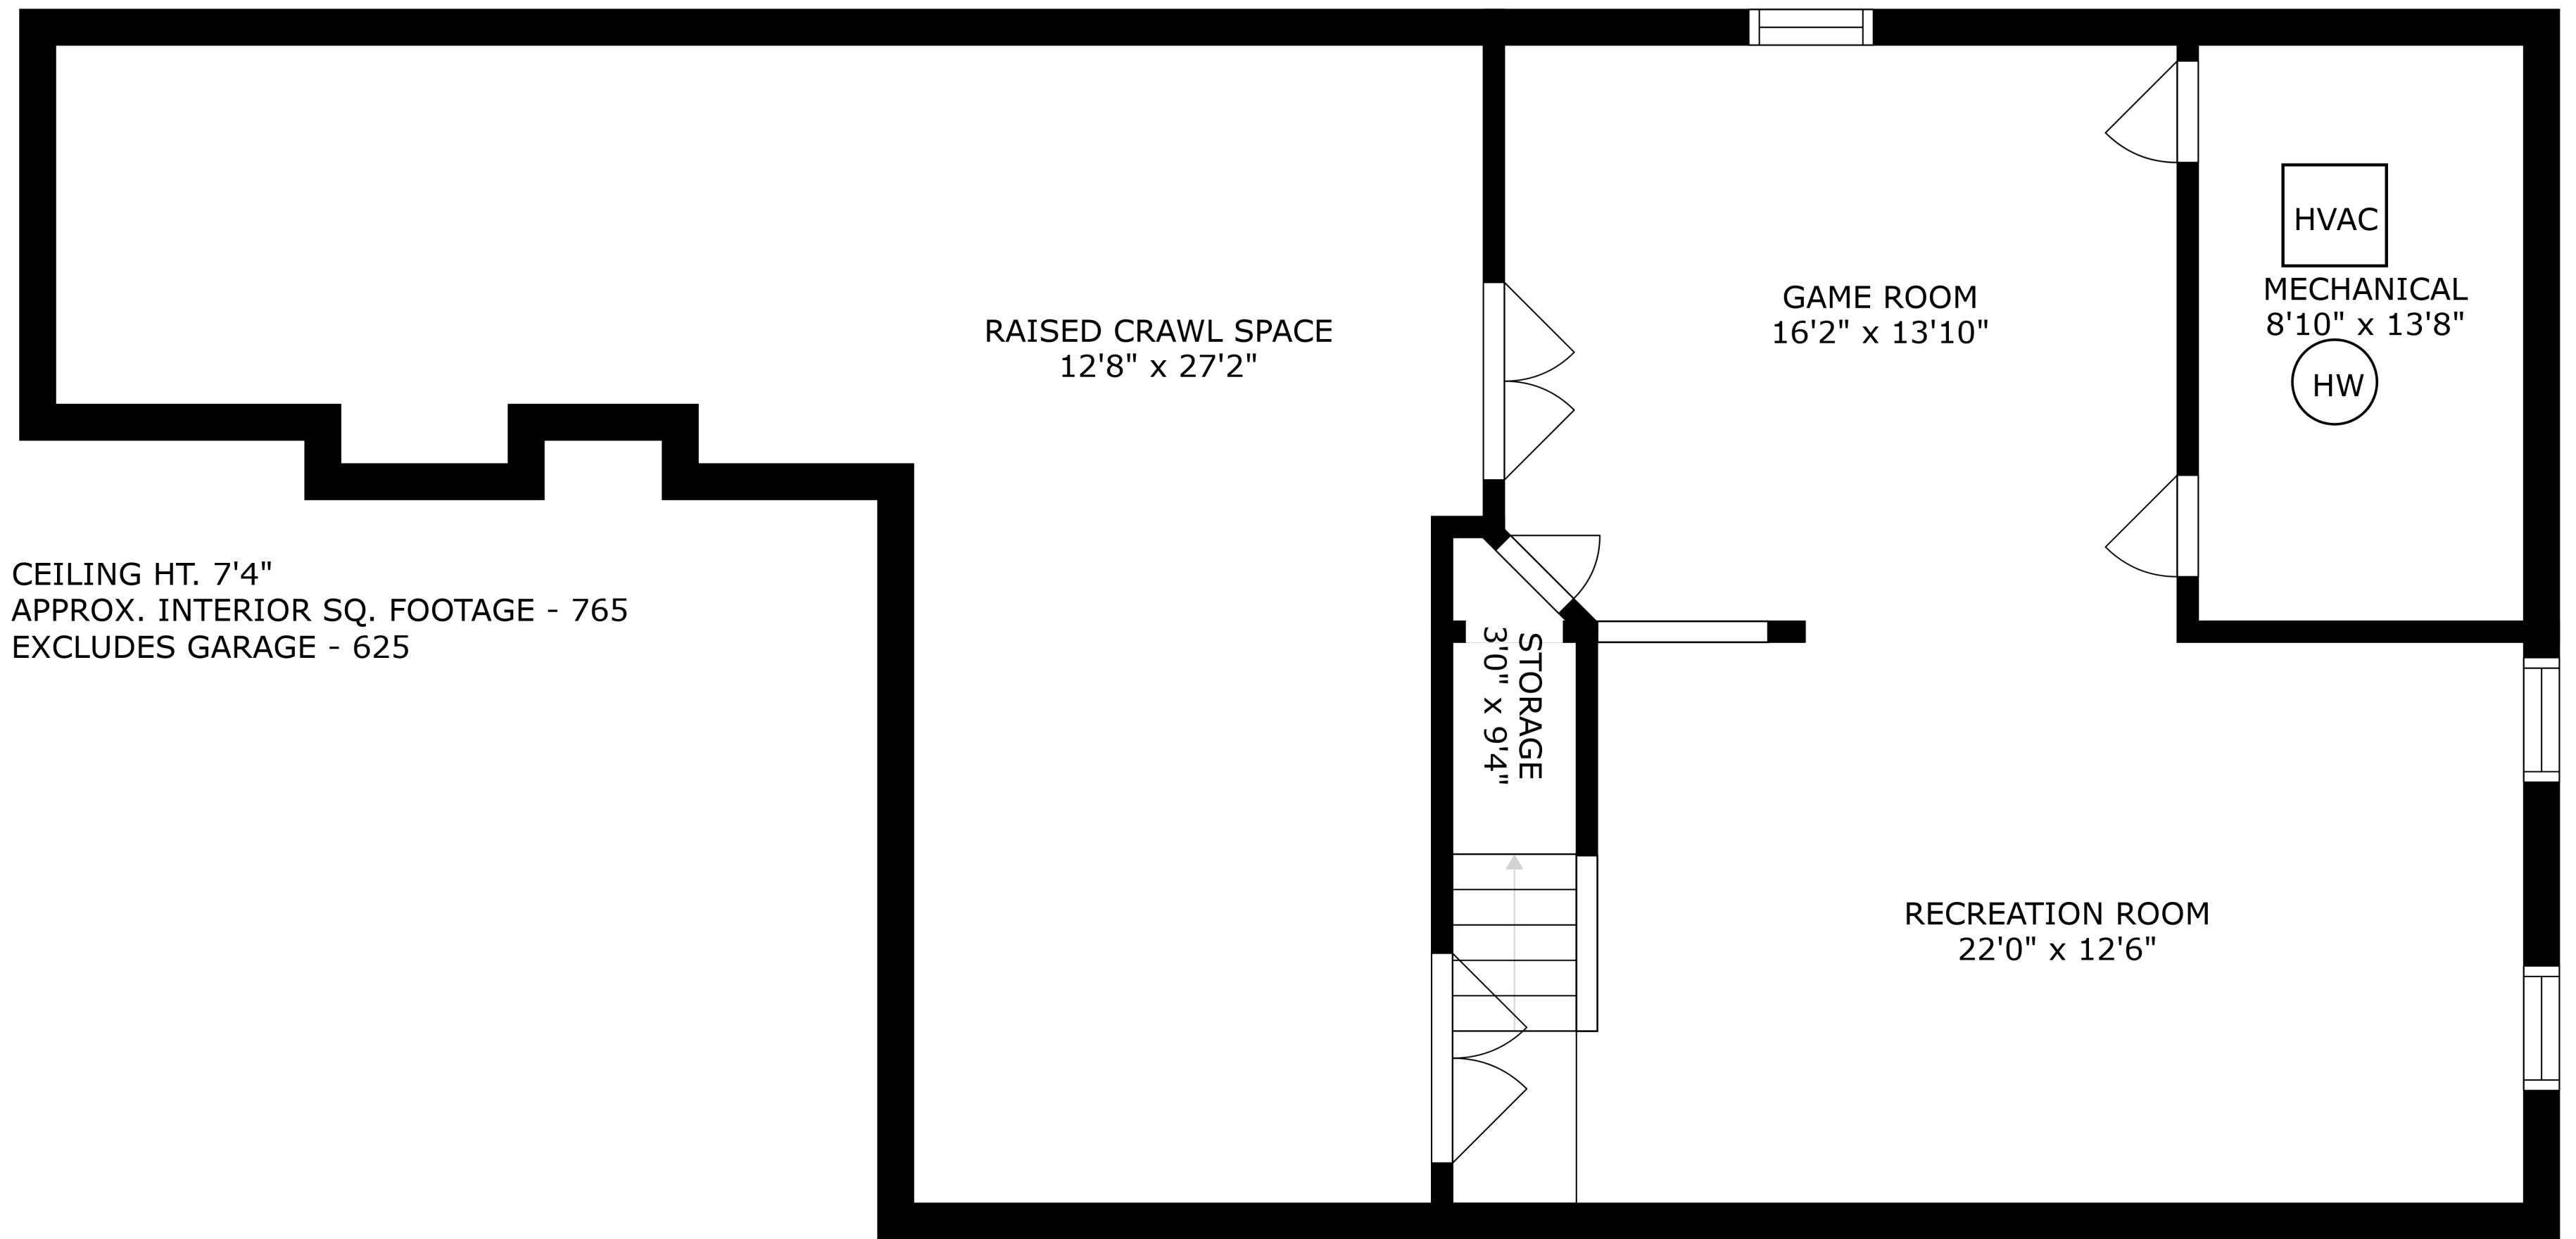 HVAC
MECHANICAL
8'10" x 13'8"
HW
GAME ROOM
16'2" x 13'10"
RAISED CRAWL SPACE
12'8" x 27'2"
CEILING HT. 7'4"
APPROX. INTERIOR SQ. FOOTAGE - 765
EXCLUDES GARAGE - 625
STORAGE
3'0" x 9'4"
RECREATION ROOM
22'0" x 12'6"